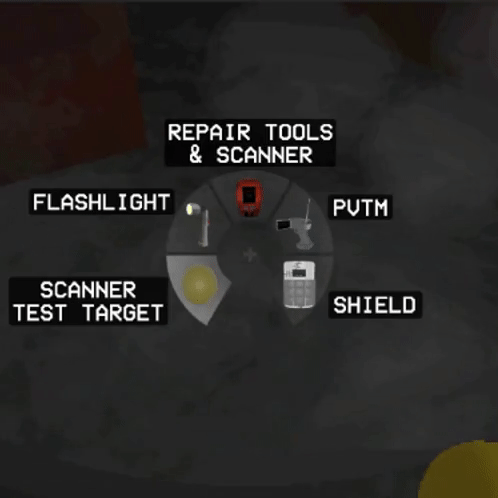 REPAIR TOOLS
& SCANNER
FLASHLIGHT
PVTM
SCANNER
TEST TARGET
SHIELD